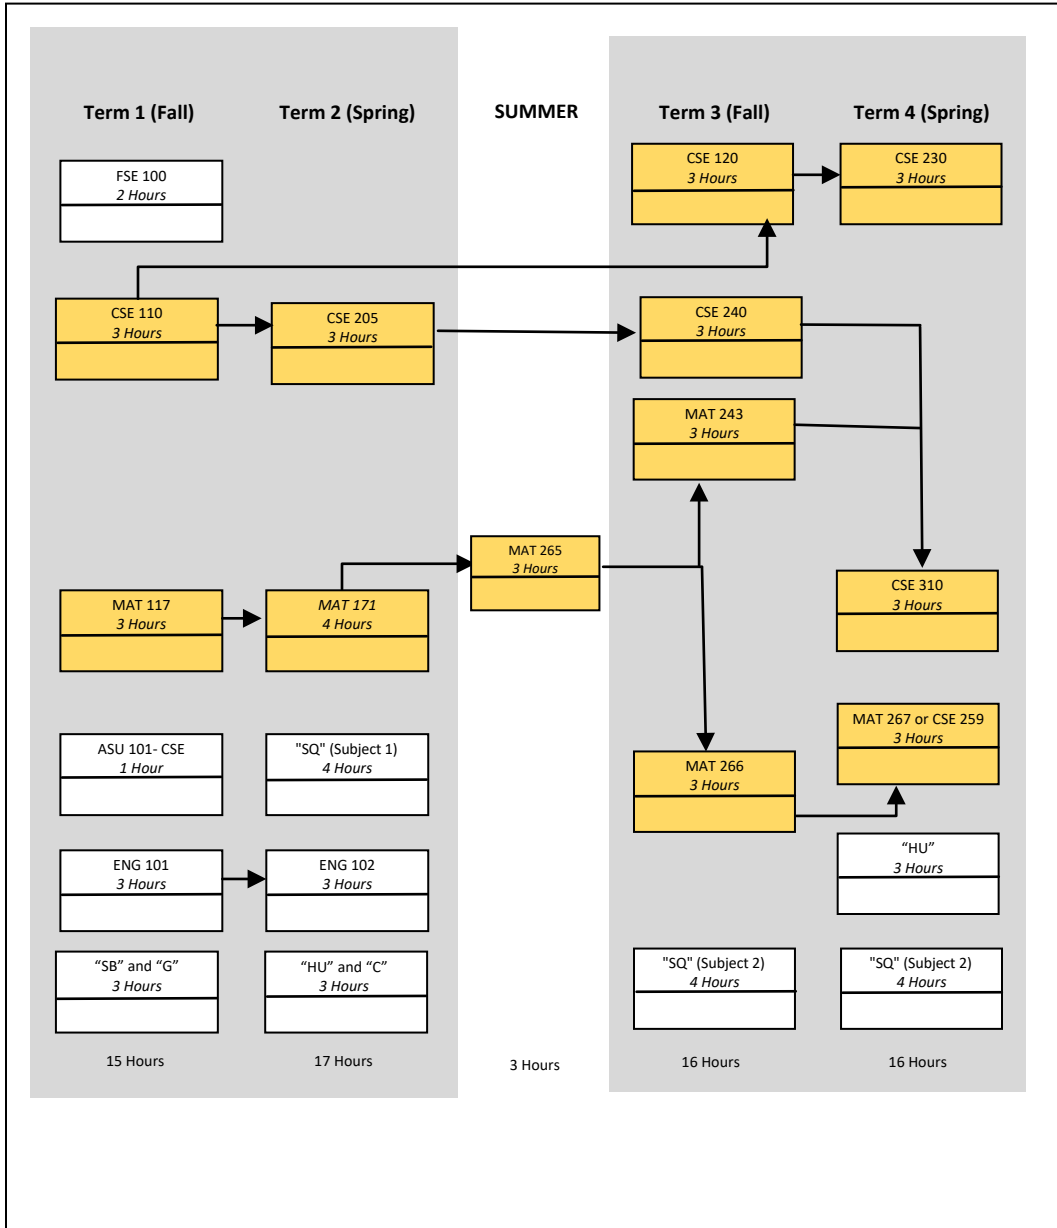 Term 1 (Fall)
Term 2 (Spring)
SUMMER
Term 3 (Fall)
Term 4 (Spring)
FSE 100
2 Hours
CSE 120
3 Hours
CSE 230
3 Hours
CSE 110
3 Hours
CSE 205
3 Hours
CSE 240
3 Hours
MAT 243
3 Hours
MAT 265
3 Hours
MAT 117
3 Hours
MAT 171
4 Hours
CSE 310
3 Hours
ASU 101- CSE
1 Hour
"SQ" (Subject 1)
4 Hours
MAT 266
3 Hours
MAT 267 or CSE 259
3 Hours
ENG 101
3 Hours
ENG 102
3 Hours
“HU”
3 Hours
“SB” and “G”
3 Hours
“HU” and “C”
3 Hours
"SQ" (Subject 2)
4 Hours
"SQ" (Subject 2)
4 Hours
15 Hours
17 Hours
3 Hours
16 Hours
16 Hours